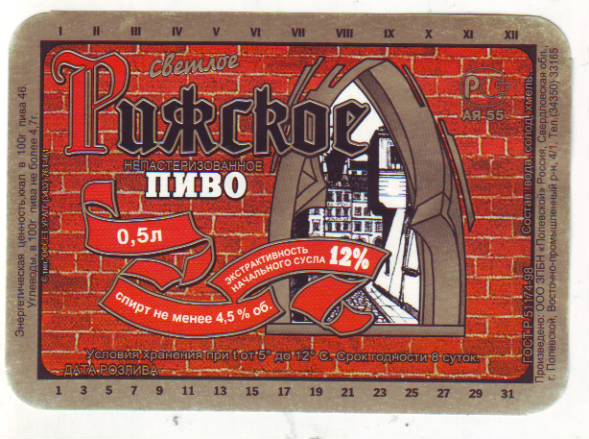 I II III IV V VI VII VIII IX X XI XII
Светлое
Рижское
НЕПАСТЕРИЗОВАННОЕ
ПИВО
0,5л
ЭКСТРАКТИВНОСТЬ
НАЧАЛЬНОГО СУСЛА 12%
спирт не менее 4,5 % об.
АЯ 55
Условия хранения при t от 5° до 12° С. Срок годности 8 суток.
ДАТА РОЗЛИВА
1 3 5 7 9 11 13 15 17 19 21 23 25 27 29 31
Энергетическая ценность,ккал в 100г пива 46.
Углеводы, в 100г пива не более 4,7г.
ГОСТ Р 51174-98 Состав: вода, солод, хмель.
Произведено: ООО ЗПБН «Полевской» Россия, Свердловская обл.,
г. Полевской, Восточно-промышленный р-н, 4/1, Тел.(34350) 33165